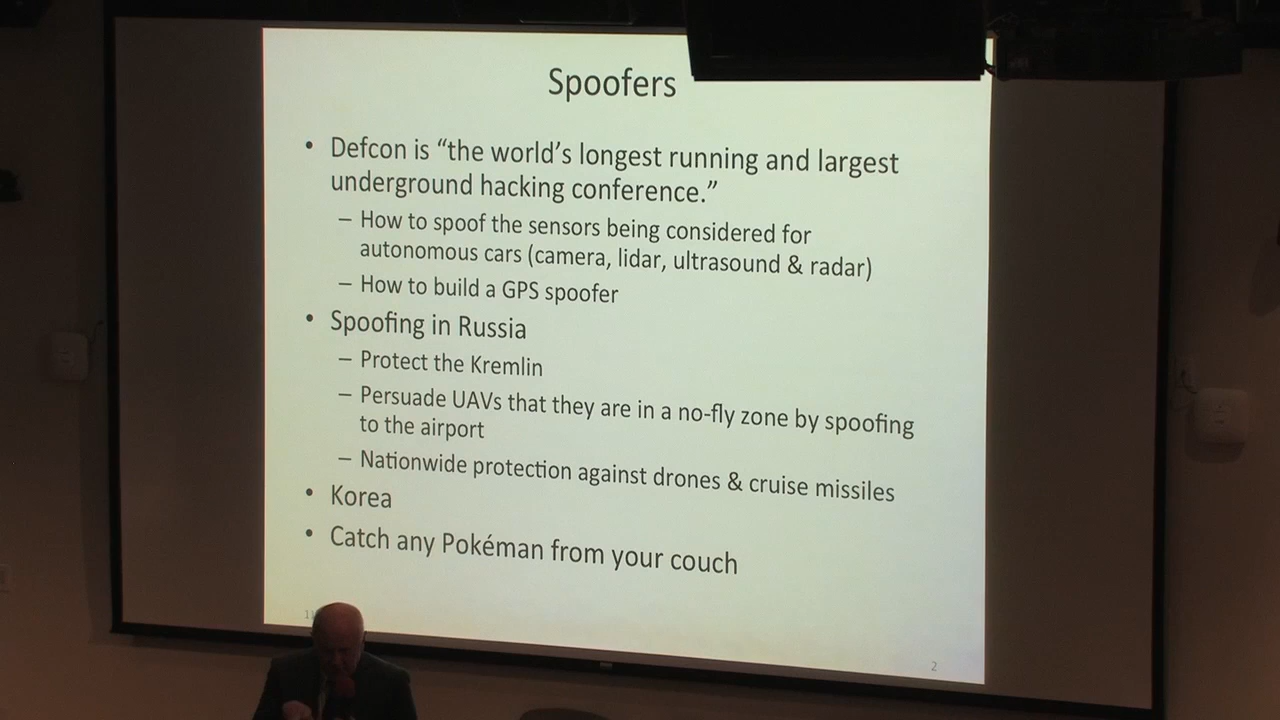 Spoofers
• Defcon is “the world’s longest running and largest
underground hacking conference.”
– How to spoof the sensors being considered for
autonomous cars (camera, lidar, ultrasound & radar)
– How to build a GPS spoofer
• Spoofing in Russia
– Protect the Kremlin
– Persuade UAVs that they are in a no-fly zone by spoofing
to the airport
– Nationwide protection against drones & cruise missiles
• Korea
• Catch any Pokéman from your couch
2